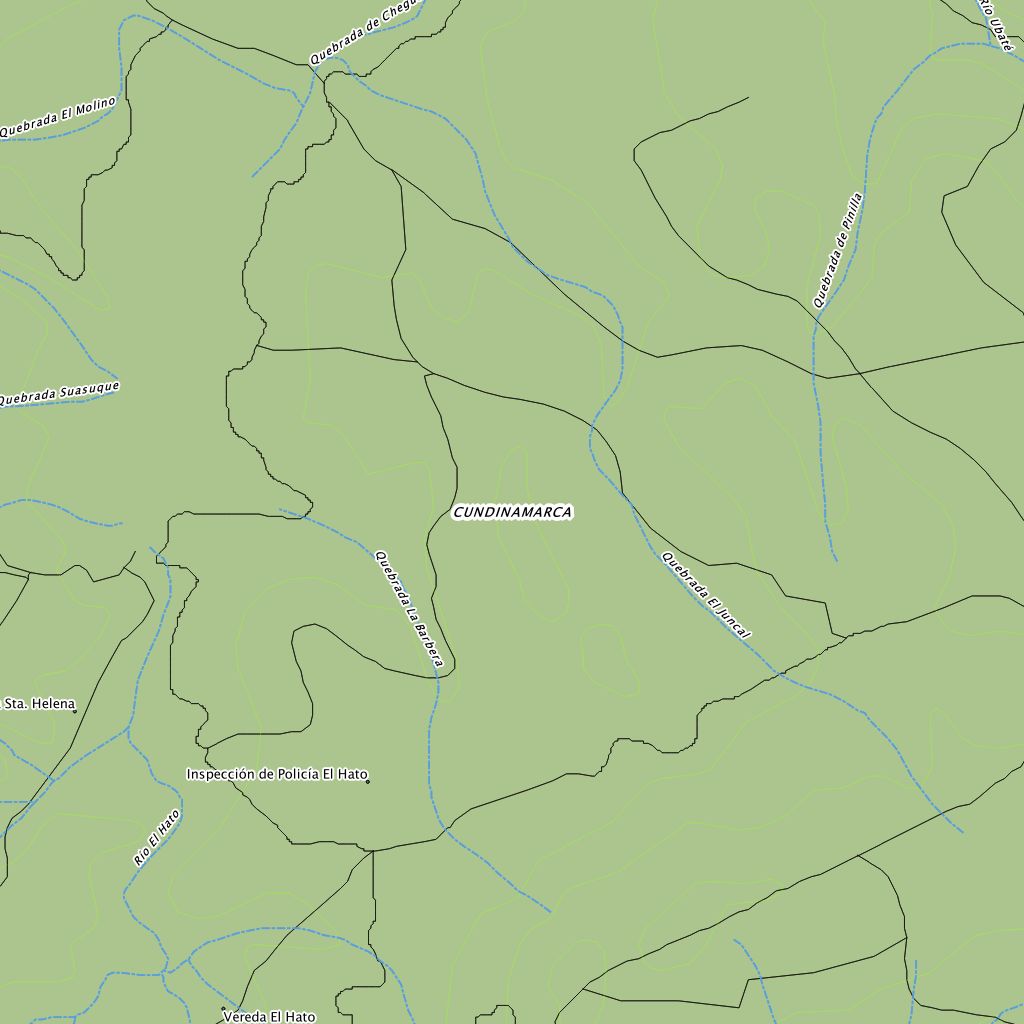 Quebrada de Chegu
Río Ubaté
Quebrada El Molino
Quebrada de Pinilla
Quebrada Suasuque
CUNDINAMARCA
Quebrada La Barbera
Quebrada El Juncal
Sta. Helena
Inspección de Policía El Hato
Río El Hato
Vereda El Hato